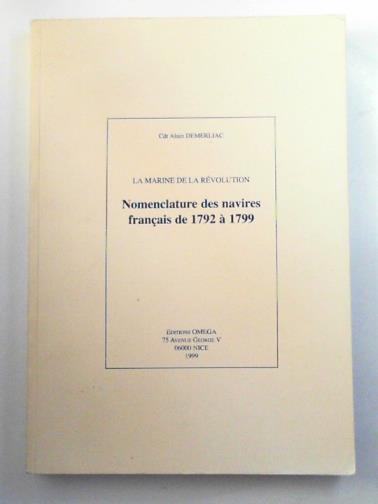 Cdt Alain DEMERLIAC
LA MARINE DE LA RÉVOLUTION
Nomenclature des navires
français de 1792 à 1799
EDITIONS OMEGA
75 AVENUE GEORGE V
06000 NICE
1999